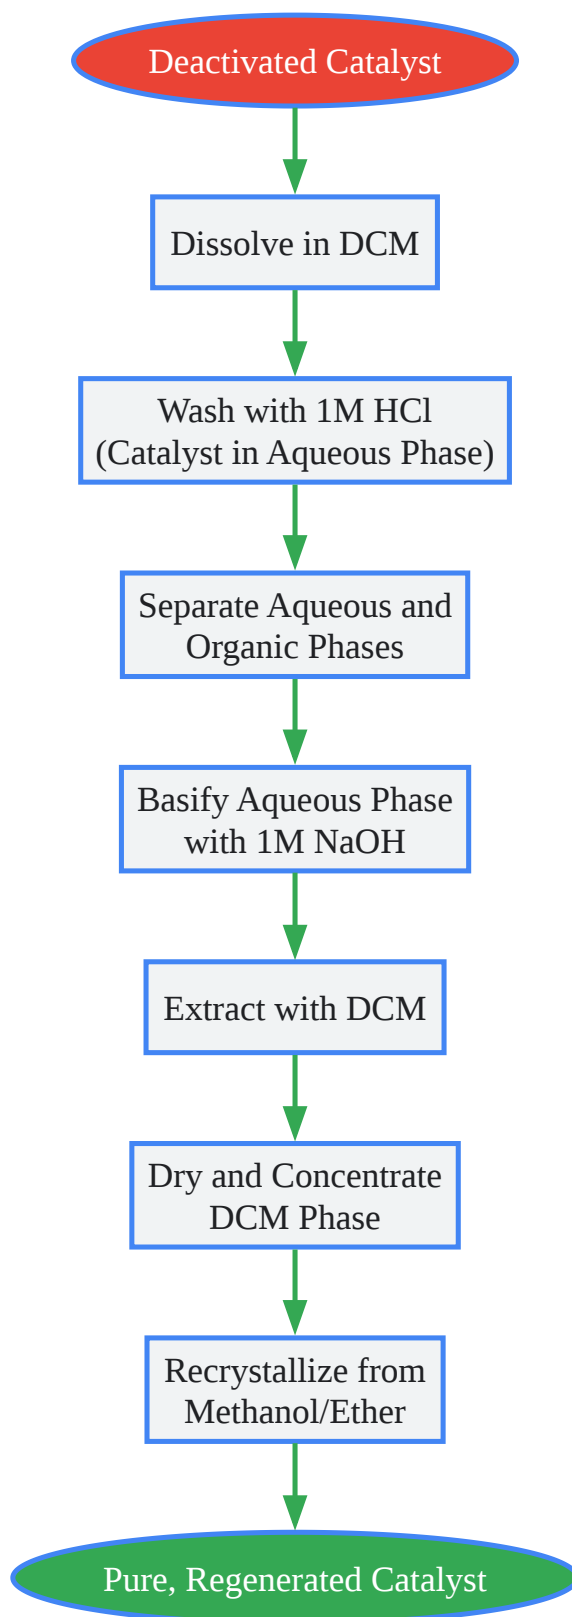 Deactivated Catalyst
Dissolve in DCM
Wash with 1M HCl
(Catalyst in Aqueous Phase)
Separate Aqueous and
Organic Phases
Basify Aqueous Phase
with 1M NaOH
Extract with DCM
Dry and Concentrate
DCM Phase
Recrystallize from
Methanol/Ether
Pure, Regenerated Catalyst